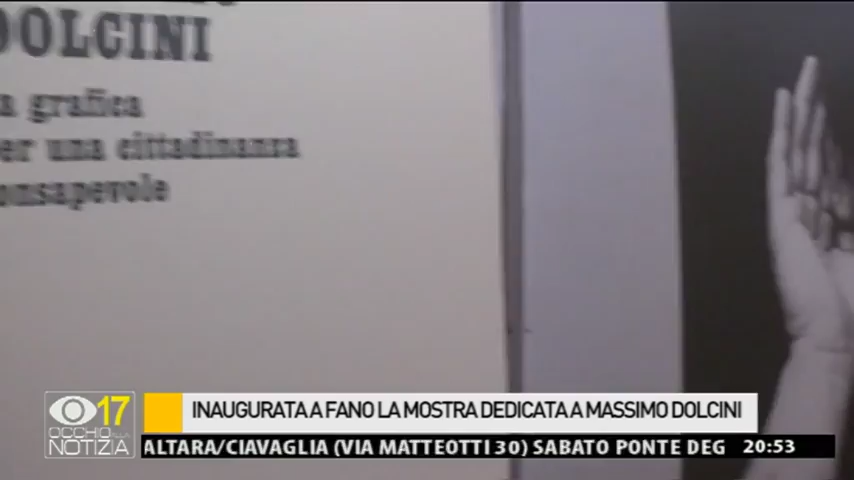 DOLCINI
a grafica
er una cittadinanza
onsapevole
17
OCCHIO ALLA
NOTIZIA
INAUGURATA A FANO LA MOSTRA DEDICATA A MASSIMO DOLCINI
ALTARA/CIAVAGLIA (VIA MATTEOTTI 30) SABATO PONTE DEG
20:53